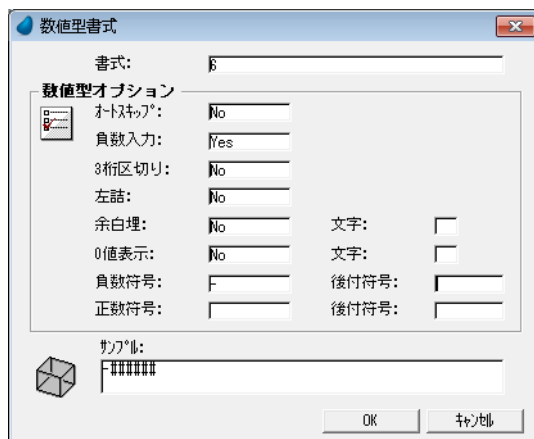 数値型書式
書式: 6
数値型オプション
ｵｰﾄｽｷｯﾌﾟ: No
負数入力: Yes
3桁区切り: No
左詰: No
余白埋: No 文字:
0値表示: No 文字:
負数符号: - 後付符号:
正数符号: 後付符号:
ｻﾝﾌﾟﾙ:
-######
OK ｷｬﾝｾﾙ